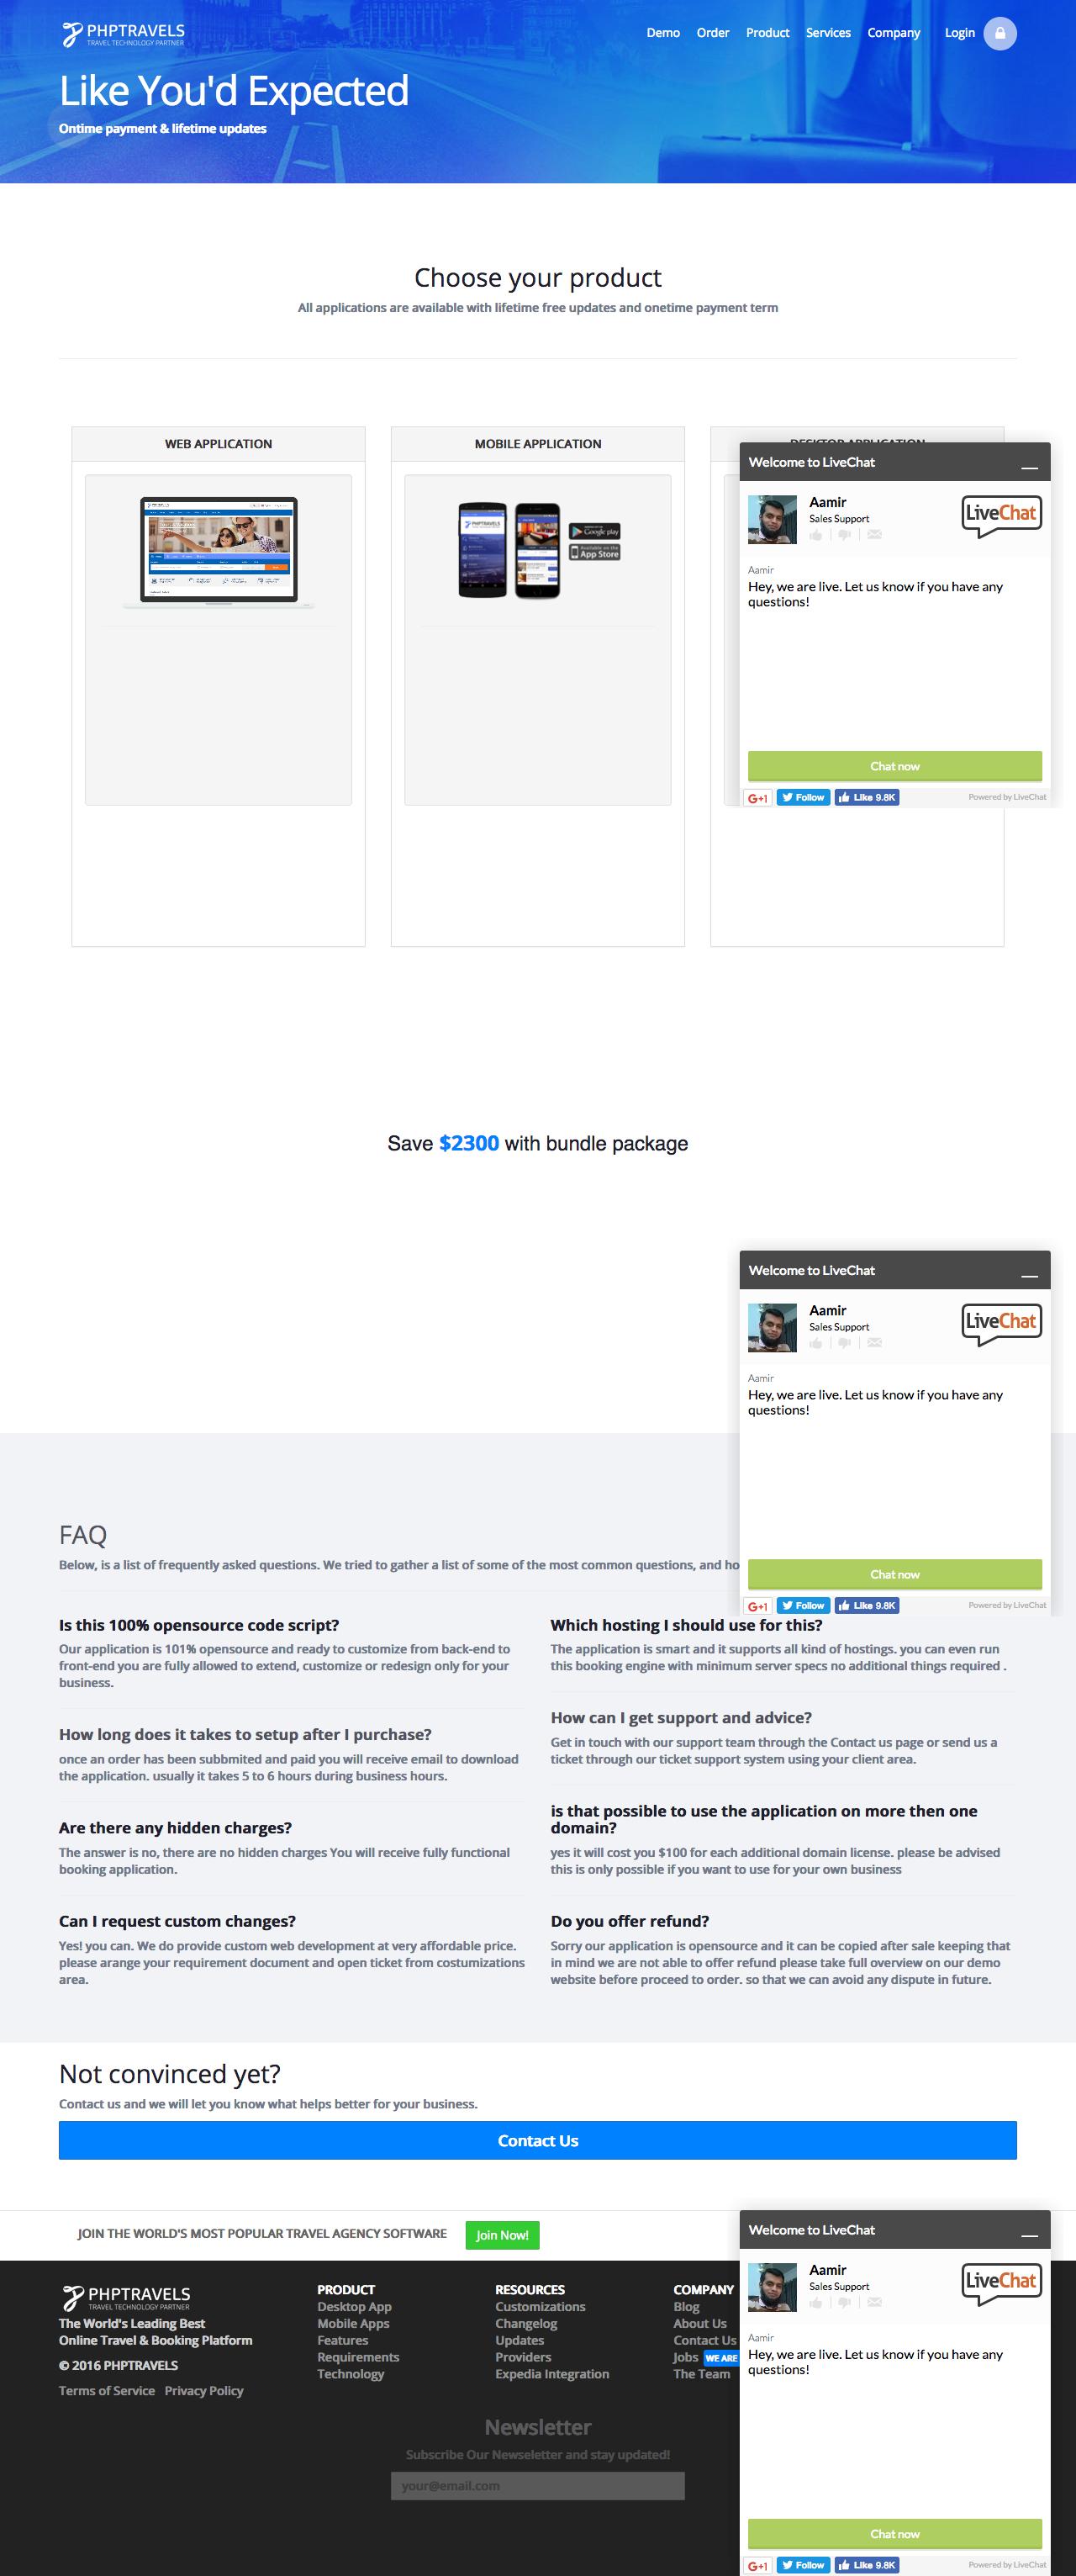 PHPTRAVELS
TRAVEL TECHNOLOGY PARTNER
Demo Order Product Services Company Login
Like You'd Expected
Ontime payment & lifetime updates
Choose your product
All applications are available with lifetime free updates and onetime payment term
WEB APPLICATION
MOBILE APPLICATION
PHPTRAVELS
Google play
App Store
Welcome to LiveChat
Aamir
Sales Support
LiveChat
Aamir
Hey, we are live. Let us know if you have any
questions!
Chat now
G+1 Follow Like 9.8K Powered by LiveChat
Save $2300 with bundle package
Welcome to LiveChat
Aamir
Sales Support
LiveChat
Aamir
Hey, we are live. Let us know if you have any
questions!
Chat now
G+1 Follow Like 9.8K Powered by LiveChat
FAQ
Below, is a list of frequently asked questions. We tried to gather a list of some of the most common questions, and ho
Is this 100% opensource code script?
Our application is 101% opensource and ready to customize from back-end to
front-end you are fully allowed to extend, customize or redesign only for your
business.
How long does it takes to setup after I purchase?
once an order has been subbmited and paid you will receive email to download
the application. usually it takes 5 to 6 hours during business hours.
Are there any hidden charges?
The answer is no, there are no hidden charges You will receive fully functional
booking application.
Can I request custom changes?
Yes! you can. We do provide custom web development at very affordable price.
please arange your requirement document and open ticket from costumizations
area.
Which hosting I should use for this?
The application is smart and it supports all kind of hostings. you can even run
this booking engine with minimum server specs no additional things required .
How can I get support and advice?
Get in touch with our support team through the Contact us page or send us a
ticket through our ticket support system using your client area.
is that possible to use the application on more then one
domain?
yes it will cost you $100 for each additional domain license. please be advised
this is only possible if you want to use for your own business
Do you offer refund?
Sorry our application is opensource and it can be copied after sale keeping that
in mind we are not able to offer refund please take full overview on our demo
website before proceed to order. so that we can avoid any dispute in future.
Not convinced yet?
Contact us and we will let you know what helps better for your business.
Contact Us
JOIN THE WORLD'S MOST POPULAR TRAVEL AGENCY SOFTWARE Join Now!
PHPTRAVELS
TRAVEL TECHNOLOGY PARTNER
The World's Leading Best
Online Travel & Booking Platform
© 2016 PHPTRAVELS
Terms of Service Privacy Policy
PRODUCT
Desktop App
Mobile Apps
Features
Requirements
Technology
RESOURCES
Customizations
Changelog
Updates
Providers
Expedia Integration
COMPANY
Blog
About Us
Contact Us
Jobs WE ARE
The Team
Welcome to LiveChat
Aamir
Sales Support
LiveChat
Aamir
Hey, we are live. Let us know if you have any
questions!
Chat now
G+1 Follow Like 9.8K Powered by LiveChat
Newsletter
Subscribe Our Newseletter and stay updated!
your@email.com